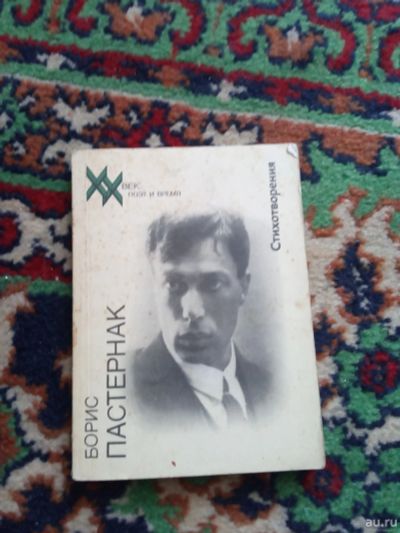 XX
ВЕК:
ПОЭТ И ВРЕМЯ
Стихотворения
БОРИС
ПАСТЕРНАК
au.ru